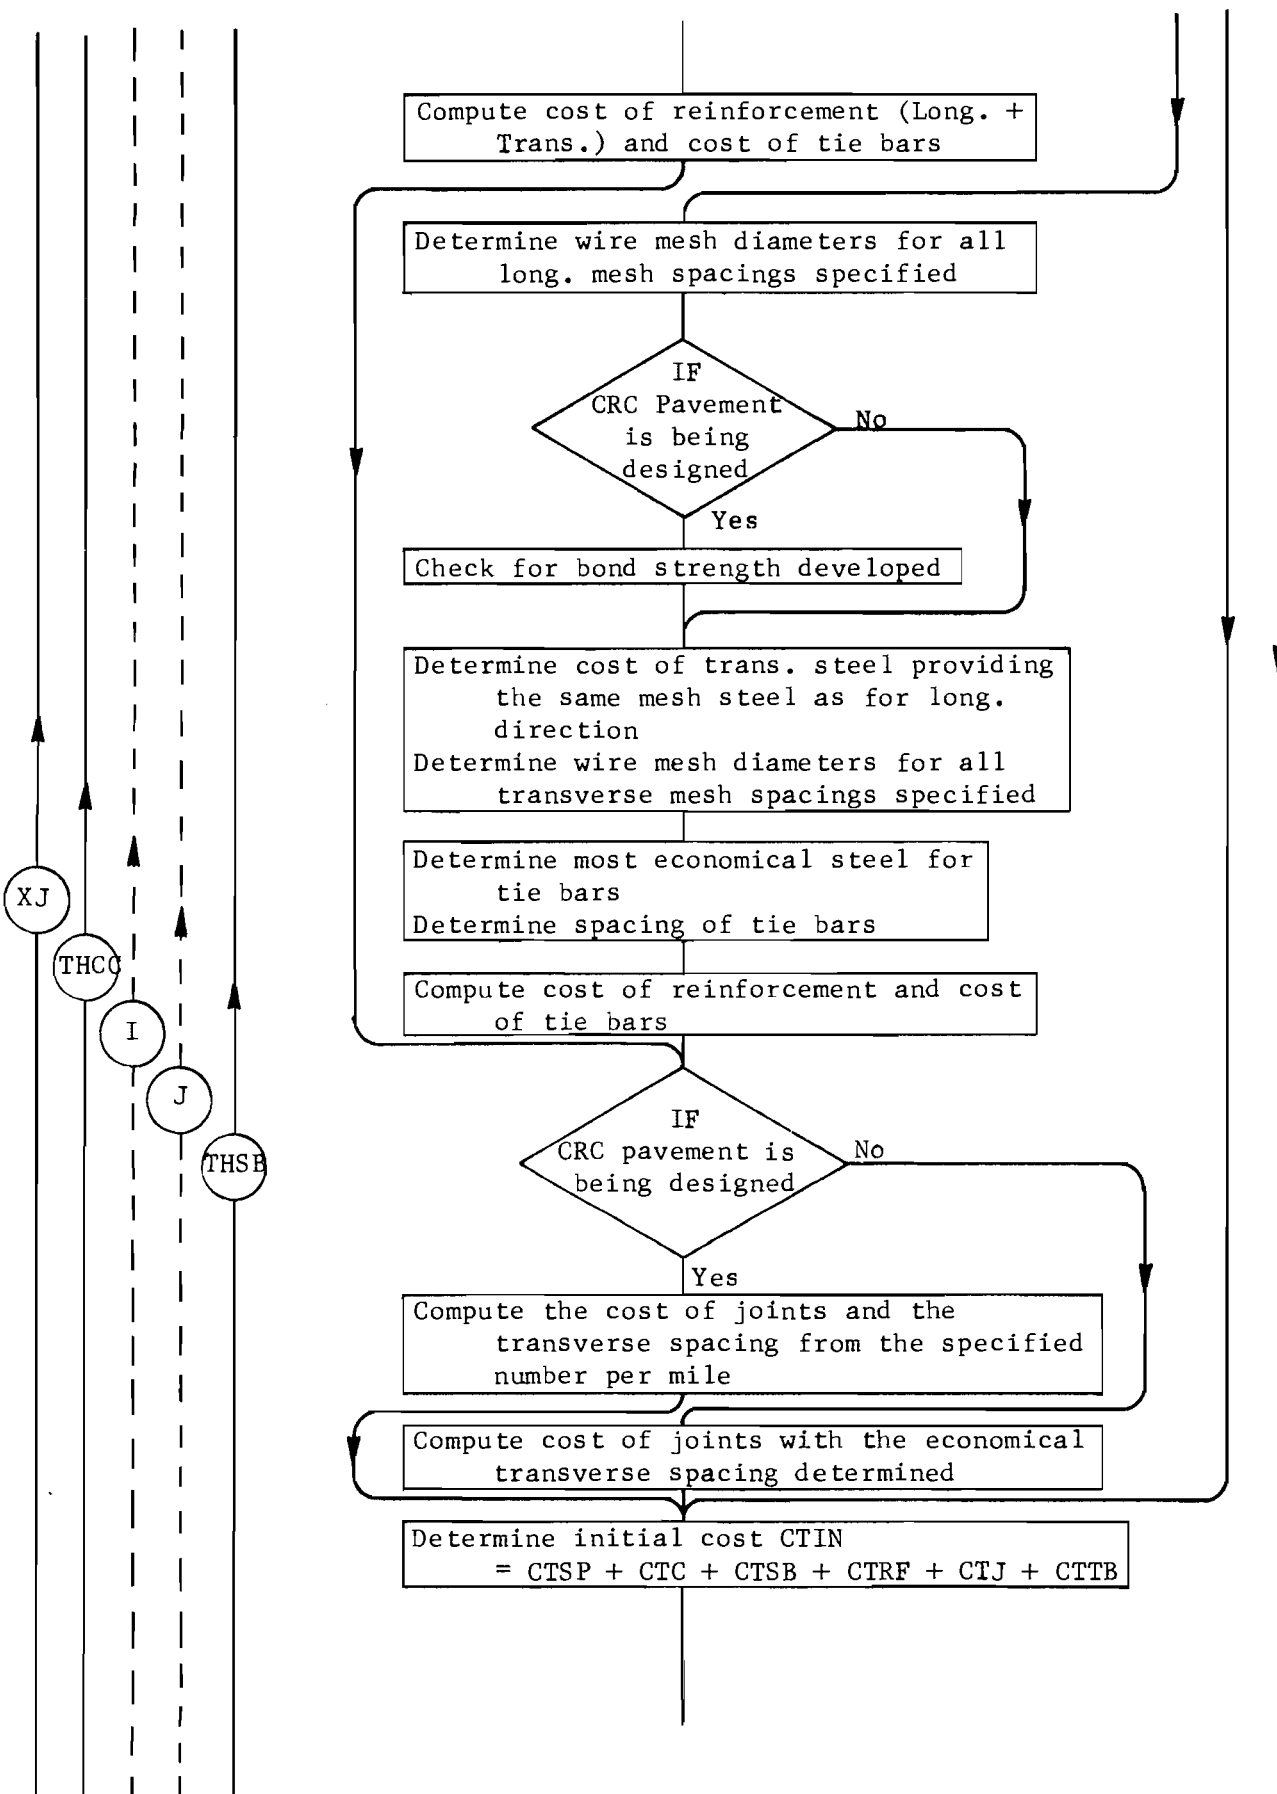 Compute cost of reinforcement (Long. +
Trans.) and cost of tie bars
Determine wire mesh diameters for all
long. mesh spacings specified
IF
CRC Pavement
is being
designed
No
Yes
Check for bond strength developed
Determine cost of trans. steel providing
the same mesh steel as for long.
direction
Determine wire mesh diameters for all
transverse mesh spacings specified
Determine most economical steel for
tie bars
Determine spacing of tie bars
XJ
THCC
I
J
THSB
Compute cost of reinforcement and cost
of tie bars
IF
CRC pavement is
being designed
No
Yes
Compute the cost of joints and the
transverse spacing from the specified
number per mile
Compute cost of joints with the economical
transverse spacing determined
Determine initial cost CTIN
= CTSP + CTC + CTSB + CTRF + CTJ + CTTB